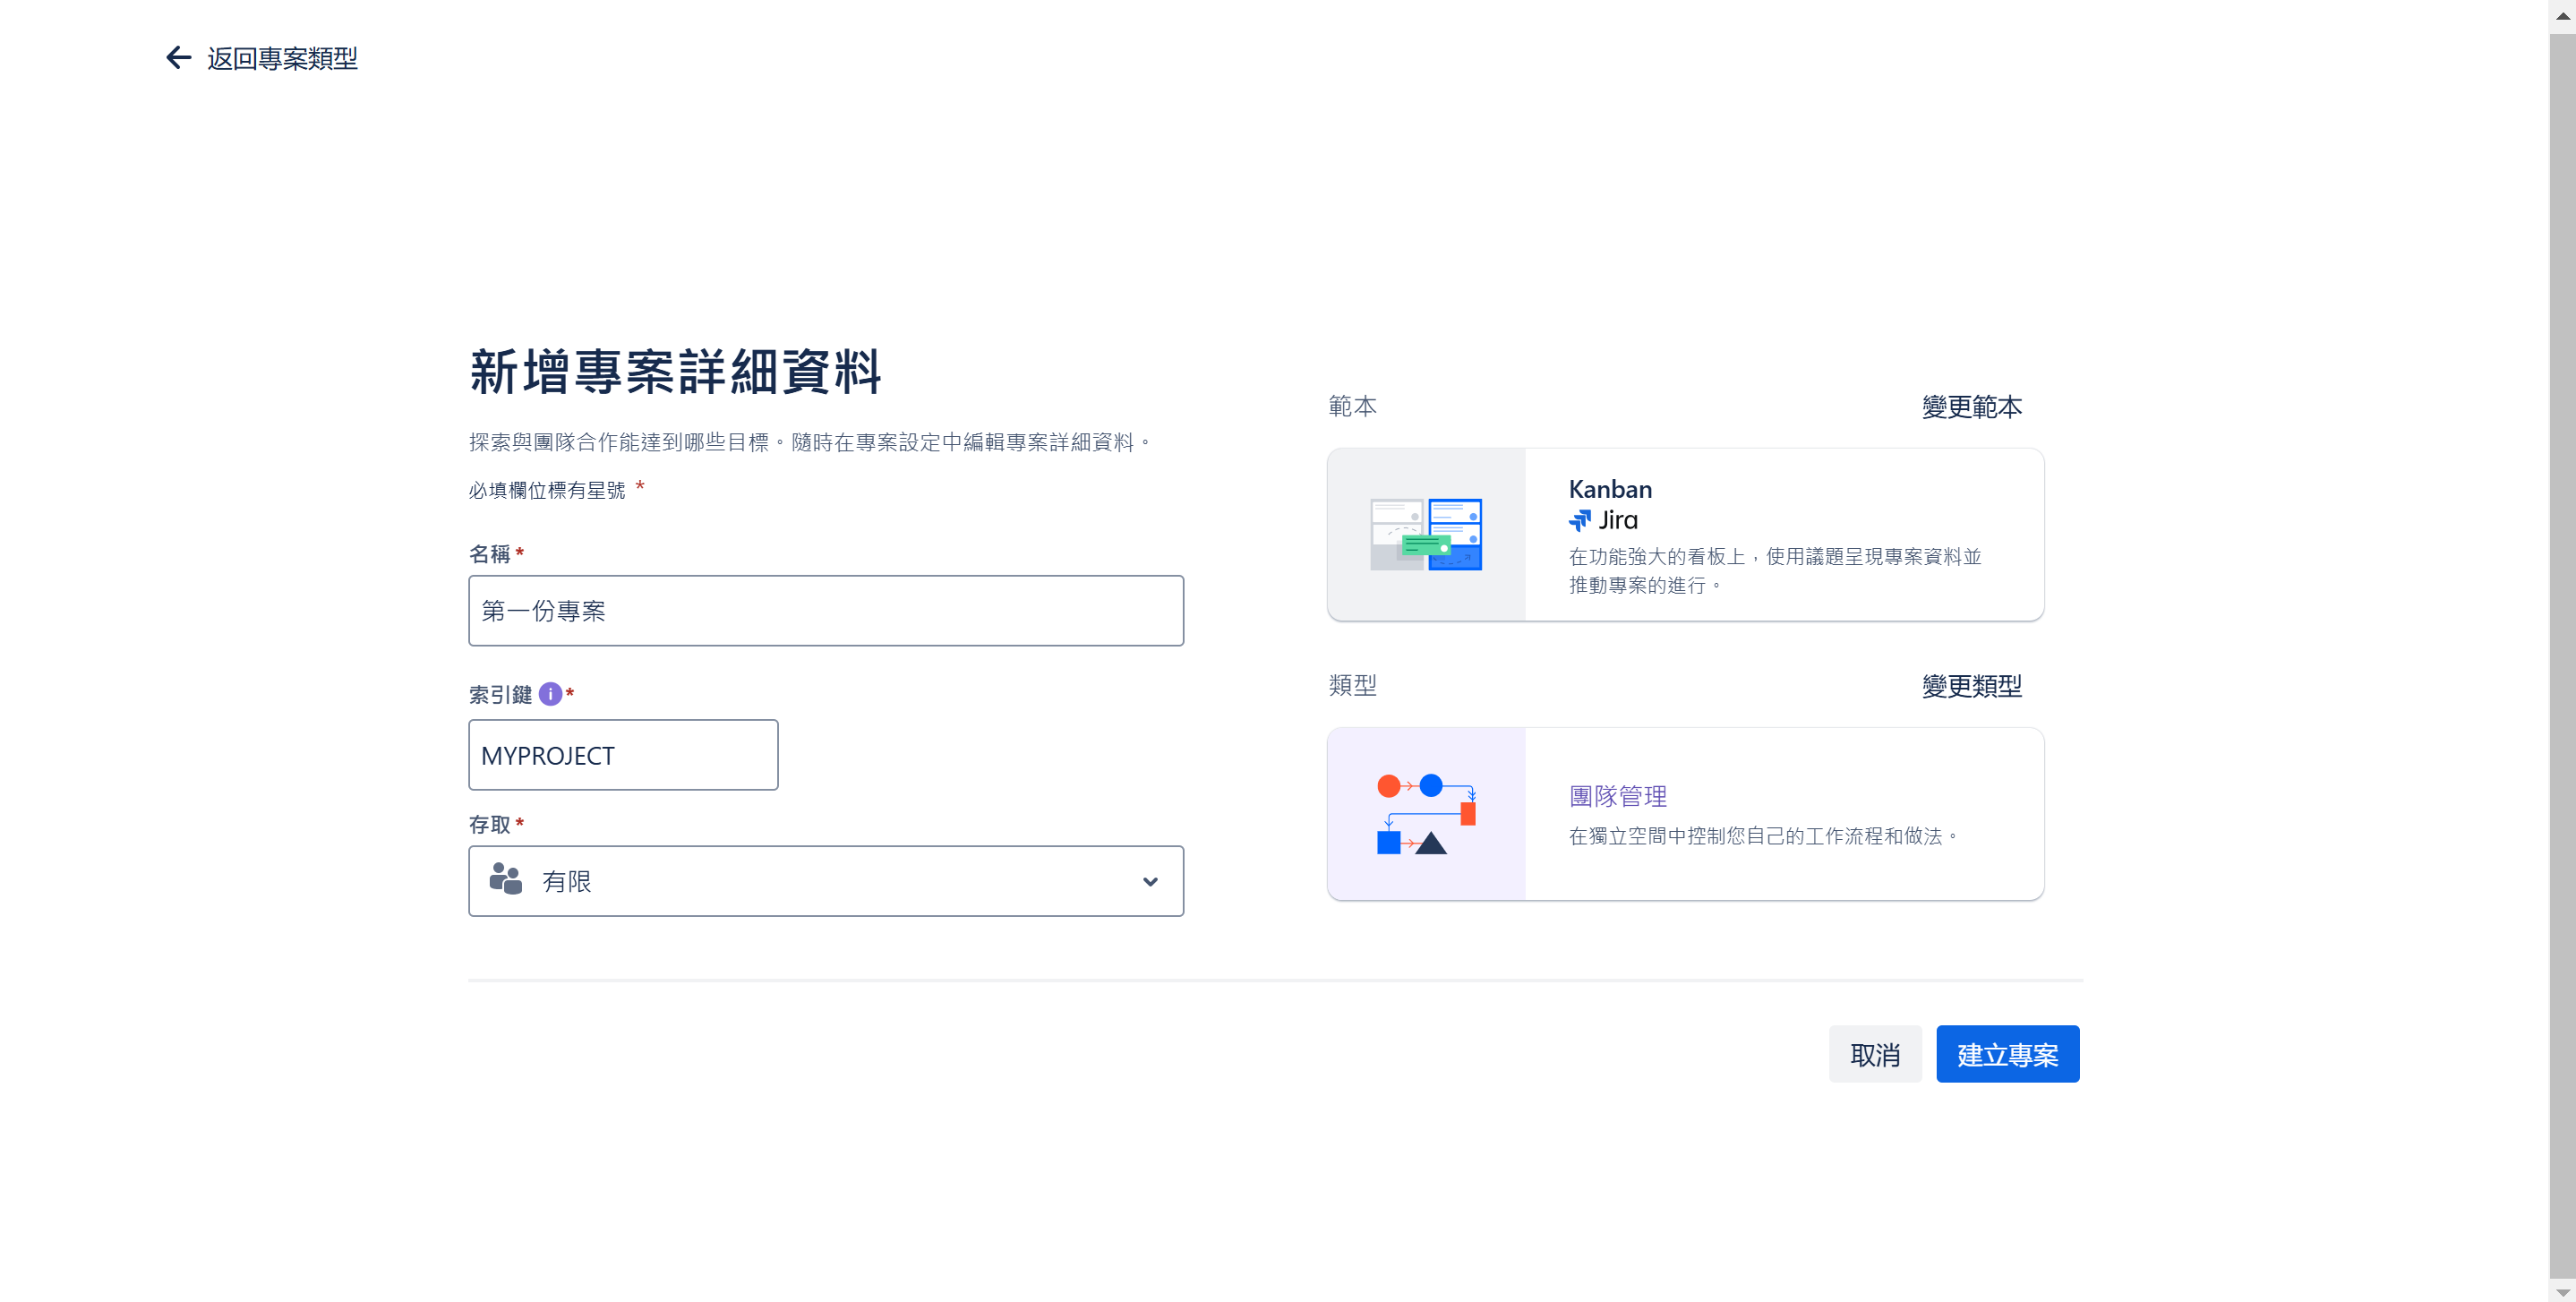 返回專案類型
新增專案詳細資料
探索與團隊合作能達到哪些目標。隨時在專案設定中編輯專案詳細資料。
必填欄位標有星號 *
名稱 *
第一份專案
索引鍵 *
MYPROJECT
存取 *
有限
範本
變更範本
Kanban
Jira
在功能強大的看板上，使用議題呈現專案資料並
推動專案的進行。
類型
變更類型
團隊管理
在獨立空間中控制您自己的工作流程和做法。
取消
建立專案